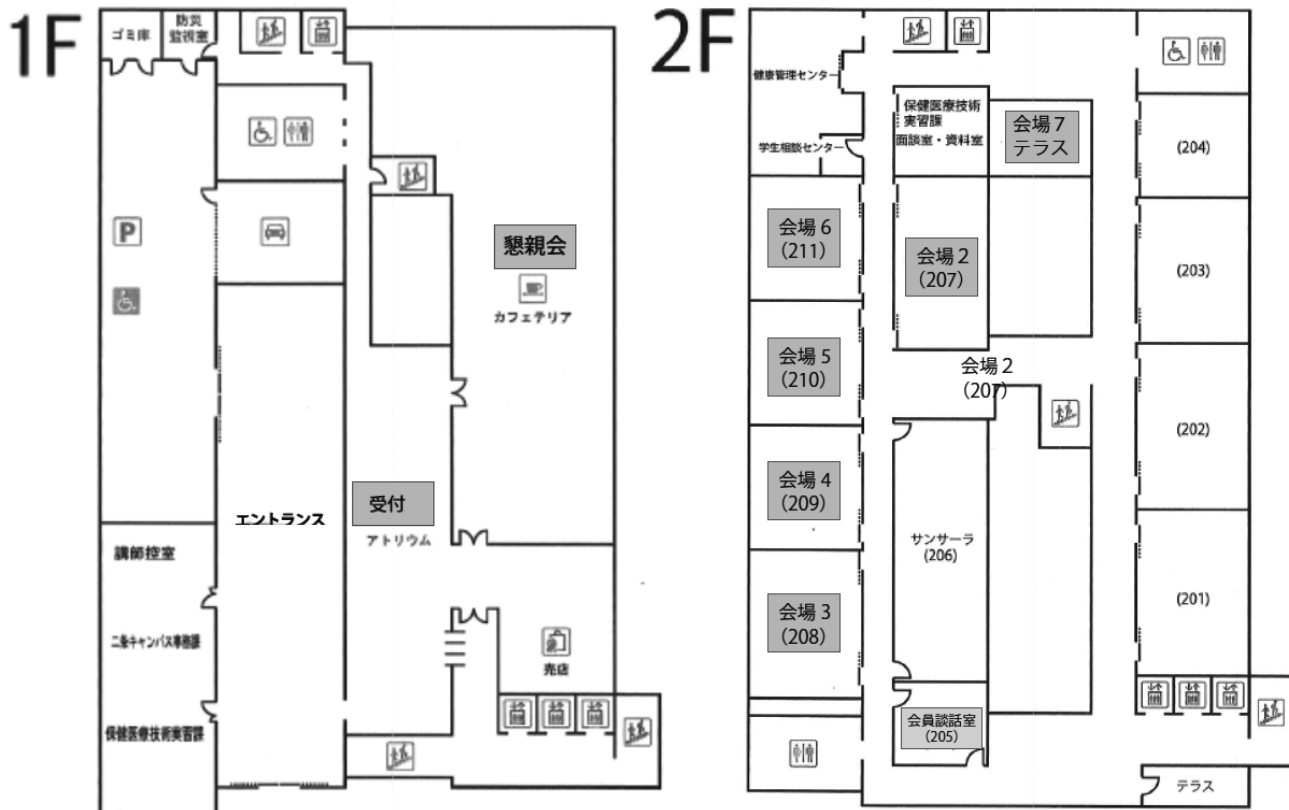 1F
ゴミ庫
防災
監視室
P
懇親会
カフェテリア
受付
アトリウム
エントランス
講師控室
二条キャンパス事務課
売店
保健医療技術実習課
2F
健康管理センター
学生相談センター
保健医療技術
実習課
面談室・資料室
会場7
テラス
(204)
会場6
(211)
会場2
(207)
(203)
会場5
(210)
会場2
(207)
(202)
会場4
(209)
サンサーラ
(206)
会場3
(208)
(201)
会員談話室
(205)
テラス